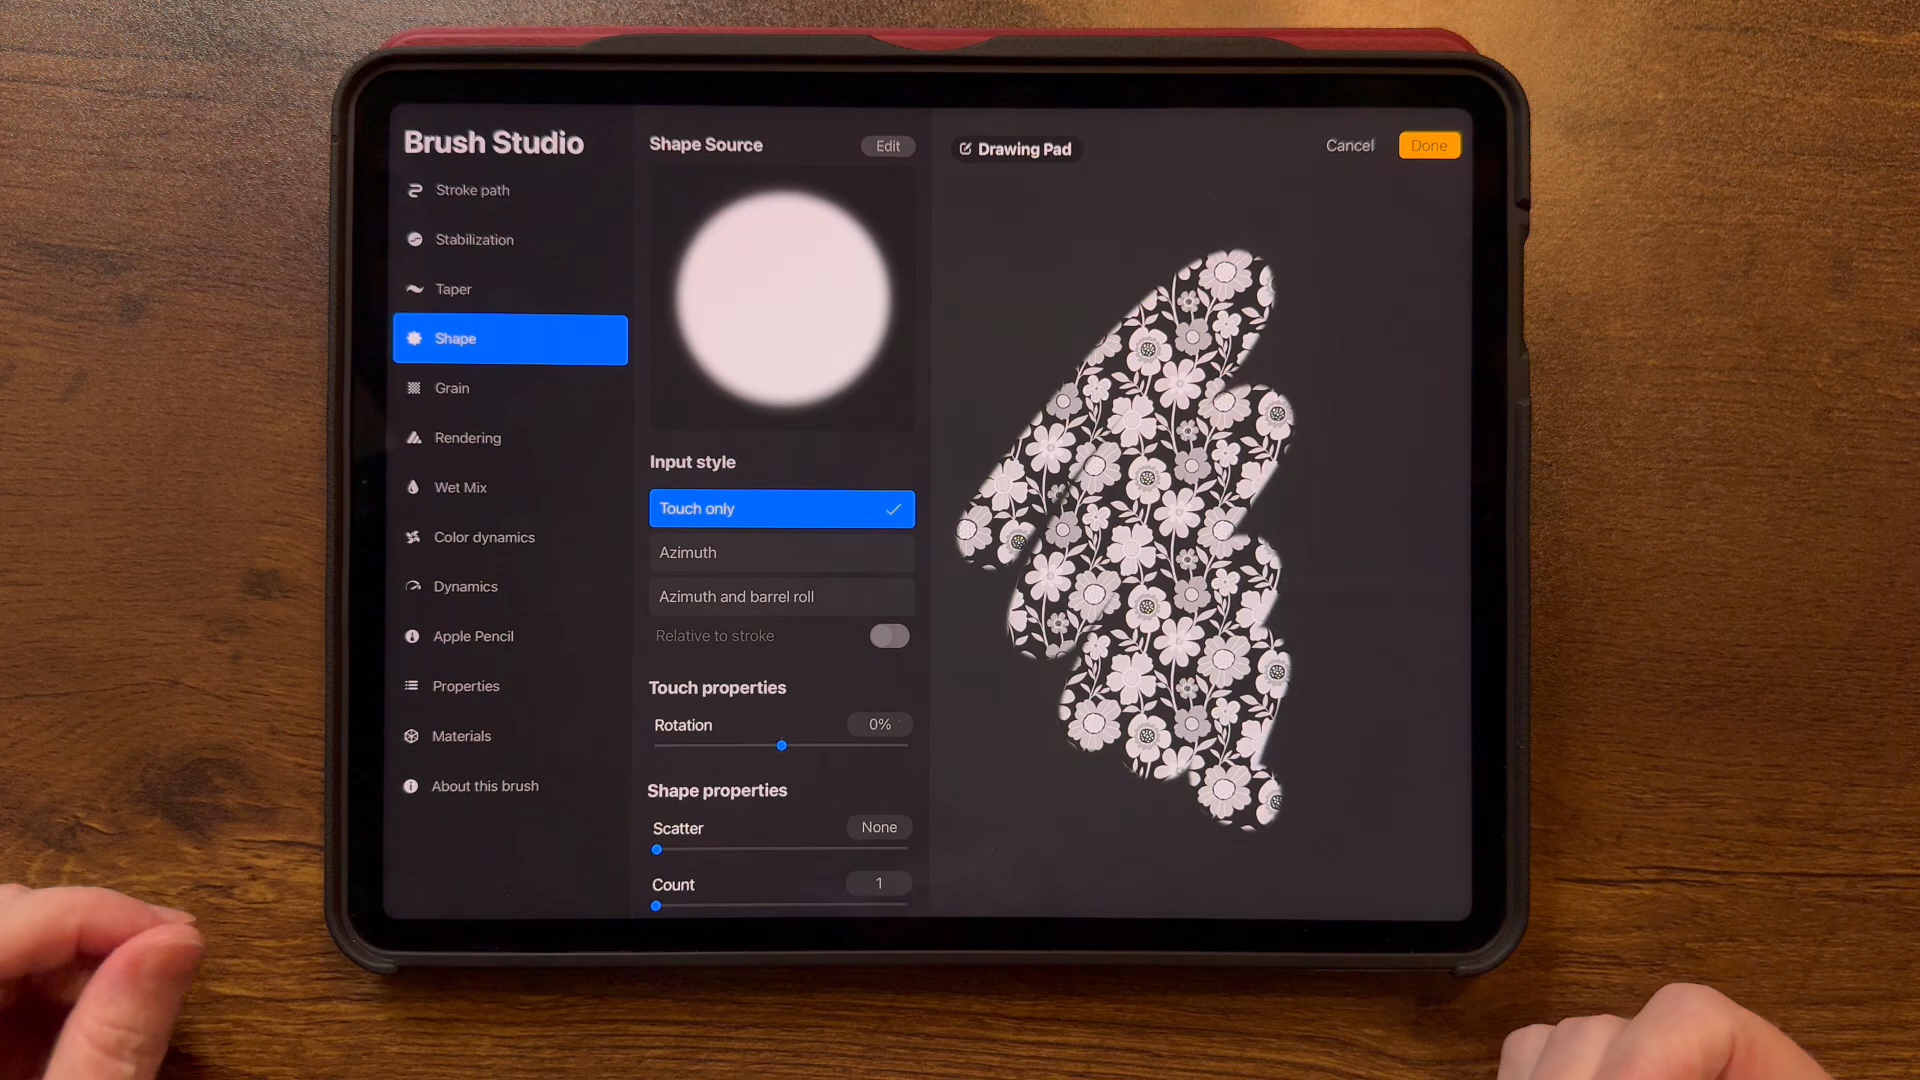 Brush Studio
Stroke path
Stabilization
Taper
Shape
Grain
Rendering
Wet Mix
Color dynamics
Dynamics
Apple Pencil
Properties
Materials
About this brush
Shape Source
Edit
Input style
Touch only
Azimuth
Azimuth and barrel roll
Relative to stroke
Touch properties
Rotation 0%
Shape properties
Scatter None
Count 1
Drawing Pad
Cancel
Done